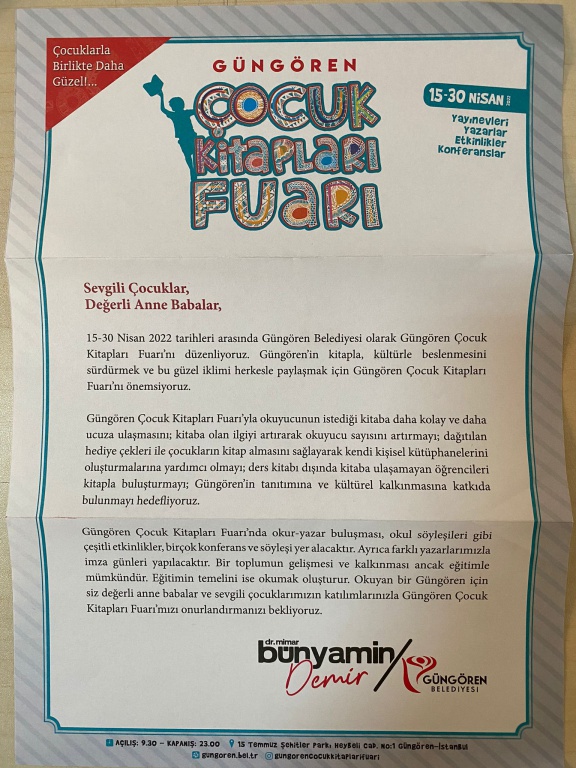 Çocuklarla
Birlikte Daha
Güzel!...
GÜNGÖREN
ÇOCUK
KİTAPLARI
FUARI
15-30 NİSAN 2022
Yayınevleri
Yazarlar
Etkinlikler
Konferanslar
Sevgili Çocuklar,
Değerli Anne Babalar,
15-30 Nisan 2022 tarihleri arasında Güngören Belediyesi olarak Güngören Çocuk
Kitapları Fuarı'nı düzenliyoruz. Güngören'in kitapla, kültürle beslenmesini
sürdürmek ve bu güzel iklimi herkesle paylaşmak için Güngören Çocuk Kitapları
Fuarı'nı önemsiyoruz.
Güngören Çocuk Kitapları Fuarı'yla okuyucunun istediği kitaba daha kolay ve daha
ucuza ulaşmasını; kitaba olan ilgiyi artırarak okuyucu sayısını artırmayı; dağıtılan
hediye çekleri ile çocukların kitap almasını sağlayarak kendi kişisel kütüphanelerini
oluşturmalarına yardımcı olmayı; ders kitabı dışında kitaba ulaşamayan öğrencileri
kitapla buluşturmayı; Güngören'in tanıtımına ve kültürel kalkınmasına katkıda
bulunmayı hedefliyoruz.
Güngören Çocuk Kitapları Fuarı'nda okur-yazar buluşması, okul söyleşileri gibi
çeşitli etkinlikler, birçok konferans ve söyleşi yer alacaktır. Ayrıca farklı yazarlarımızla
imza günleri yapılacaktır. Bir toplumun gelişmesi ve kalkınması ancak eğitimle
mümkündür. Eğitimin temelini ise okumak oluşturur. Okuyan bir Güngören için
siz değerli anne babalar ve sevgili çocuklarımızın katılımlarınızla Güngören Çocuk
Kitapları Fuarı'mızı onurlandırmanızı bekliyoruz.
dr.mimar
bünyamin
Demir
GÜNGÖREN
BELEDİYESİ
AÇILIŞ: 9.30 - KAPANIŞ: 23.00 15 Temmuz Şehitler Parkı Heybeli Cad. No:1 Güngören-İstanbul
gungoren.bel.tr gungorencocukkitaplarifuari